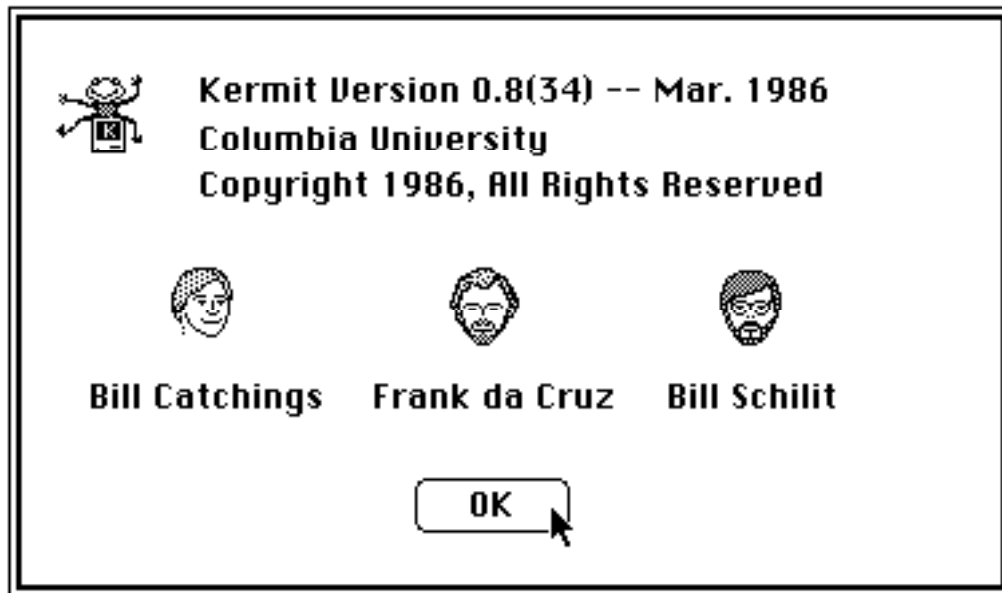 K
Kermit Version 0.8(34) -- Mar. 1986
Columbia University
Copyright 1986, All Rights Reserved
Bill Catchings Frank da Cruz Bill Schilit
OK